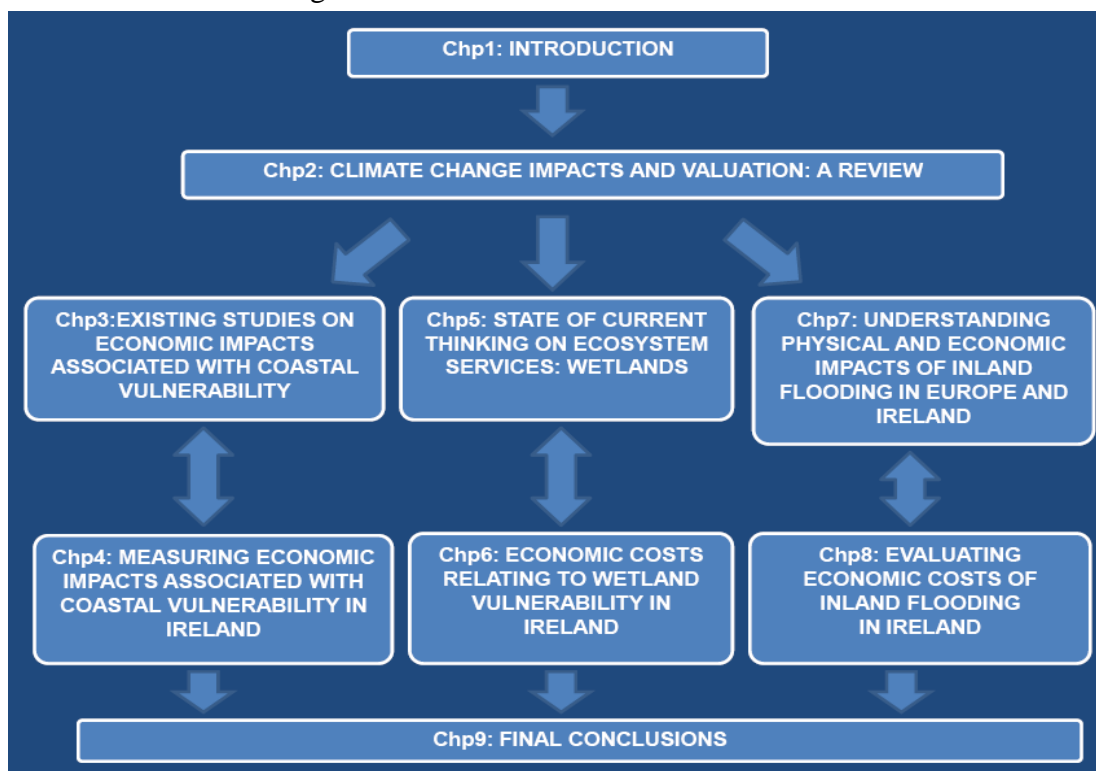 Chp1: INTRODUCTION
Chp2: CLIMATE CHANGE IMPACTS AND VALUATION: A REVIEW
Chp3:EXISTING STUDIES ON
ECONOMIC IMPACTS
ASSOCIATED WITH COASTAL
VULNERABILITY
Chp5: STATE OF CURRENT
THINKING ON ECOSYSTEM
SERVICES: WETLANDS
Chp7: UNDERSTANDING
PHYSICAL AND ECONOMIC
IMPACTS OF INLAND
FLOODING IN EUROPE AND
IRELAND
Chp4: MEASURING ECONOMIC
IMPACTS ASSOCIATED WITH
COASTAL VULNERABILITY IN
IRELAND
Chp6: ECONOMIC COSTS
RELATING TO WETLAND
VULNERABILITY IN
IRELAND
Chp8: EVALUATING
ECONOMIC COSTS OF
INLAND FLOODING
IN IRELAND
Chp9: FINAL CONCLUSIONS